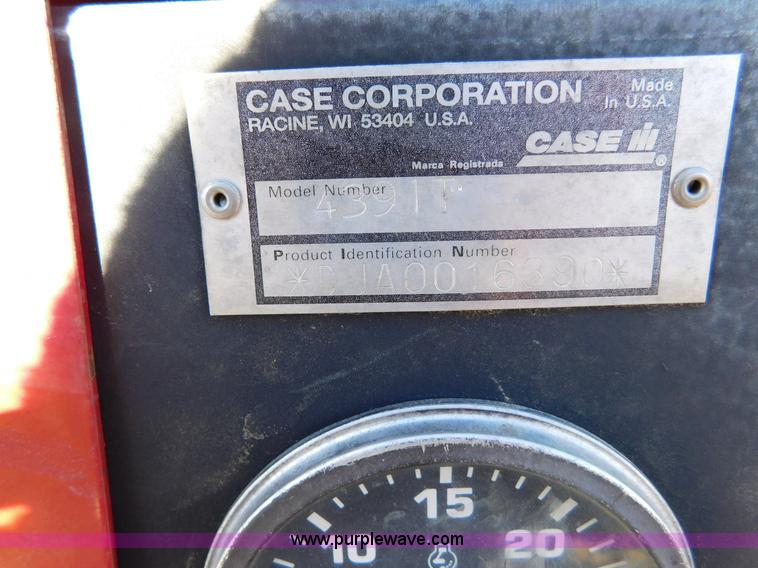 CASE CORPORATION
RACINE, WI 53404 U.S.A.
Made
In U.S.A.
CASE IH
®
Marca Registrada
Model Number
4391T
Product Identification Number
*DJA0016390*
15
10 20
www.purplewave.com